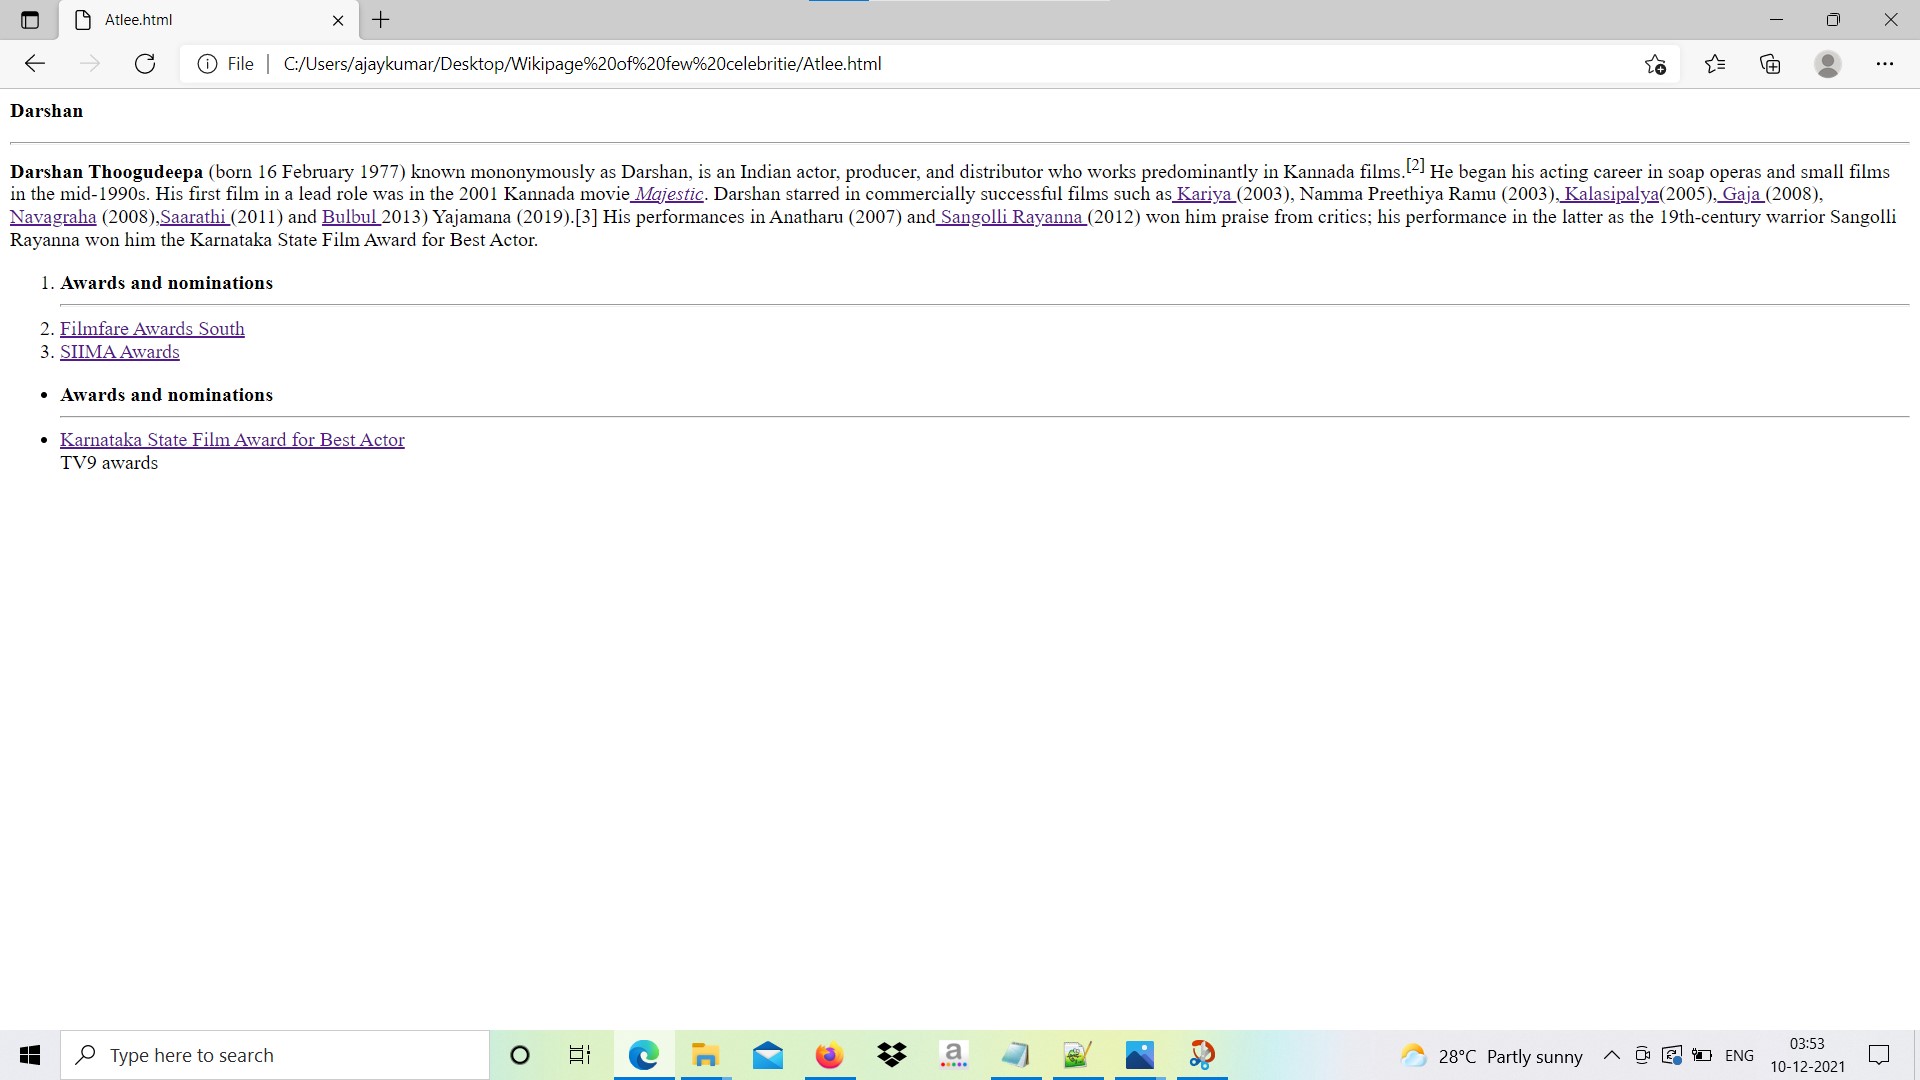 Atlee.html
File | C:/Users/ajaykumar/Desktop/Wikipage%20of%20few%20celebritie/Atlee.html
Darshan
Darshan Thoogudeepa (born 16 February 1977) known mononymously as Darshan, is an Indian actor, producer, and distributor who works predominantly in Kannada films.[2] He began his acting career in soap operas and small films
in the mid-1990s. His first film in a lead role was in the 2001 Kannada movie Majestic. Darshan starred in commercially successful films such as Kariya (2003), Namma Preethiya Ramu (2003), Kalasipalya(2005), Gaja (2008),
Navagraha (2008),Saarathi (2011) and Bulbul 2013) Yajamana (2019).[3] His performances in Anatharu (2007) and Sangolli Rayanna (2012) won him praise from critics; his performance in the latter as the 19th-century warrior Sangolli
Rayanna won him the Karnataka State Film Award for Best Actor.
1. Awards and nominations
2. Filmfare Awards South
3. SIIMA Awards
• Awards and nominations
• Karnataka State Film Award for Best Actor
TV9 awards
Type here to search
a
28°C Partly sunny
ENG
03:53
10-12-2021